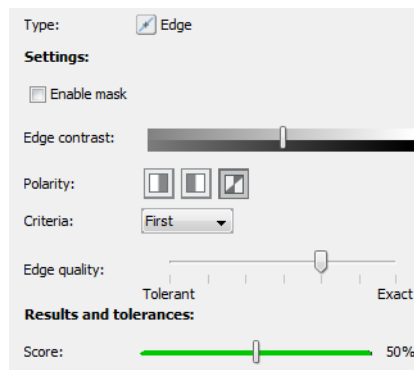 Type: Edge
Settings:
Enable mask
Edge contrast:
Polarity:
Criteria: First
Edge quality:
Tolerant Exact
Results and tolerances:
Score: 50%